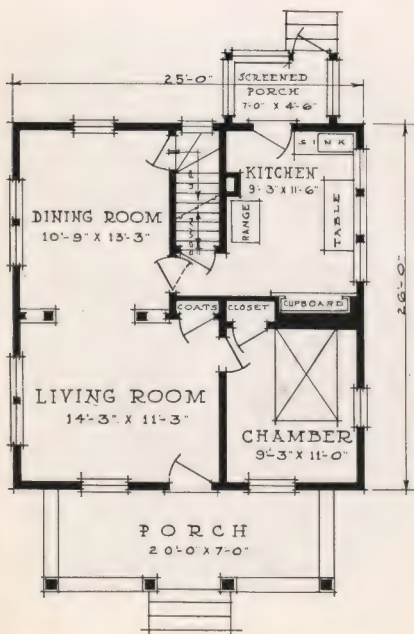 25'-0"
SCREENED
PORCH
7'-0" X 4'-6"
SINK
KITCHEN
9'-3" X 11'-6"
UP
DINING ROOM
10'-9" X 13'-3"
RANGE
TABLE
DOWN
26'-0"
COATS
CLOSET
CUPBOARD
LIVING ROOM
14'-3" X 11'-3"
CHAMBER
9'-3" X 11'-0"
PORCH
20'-0" X 7'-0"